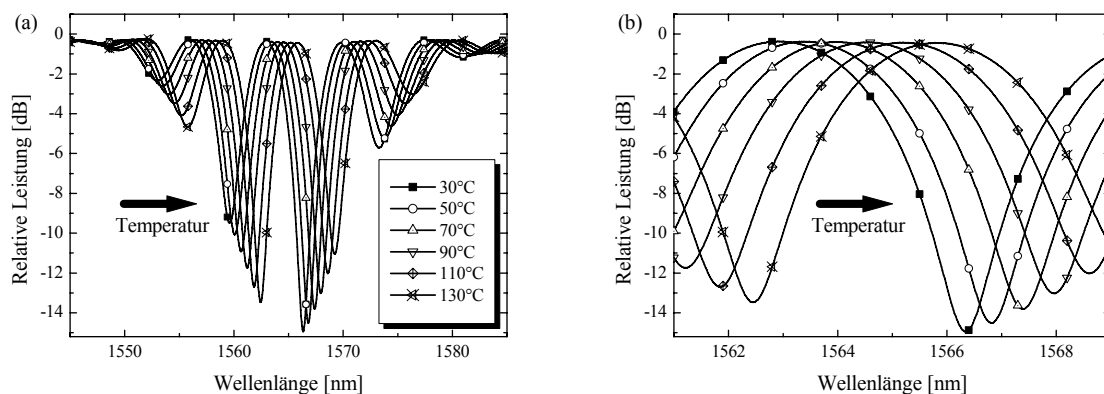 (a)
0
-2
-4
-6
-8
-10
-12
-14
Relative Leistung [dB]
Temperatur
30°C
50°C
70°C
90°C
110°C
130°C
1550
1560
1570
1580
Wellenlänge [nm]
(b)
0
-2
-4
-6
-8
-10
-12
-14
Relative Leistung [dB]
Temperatur
1562
1564
1566
1568
Wellenlänge [nm]